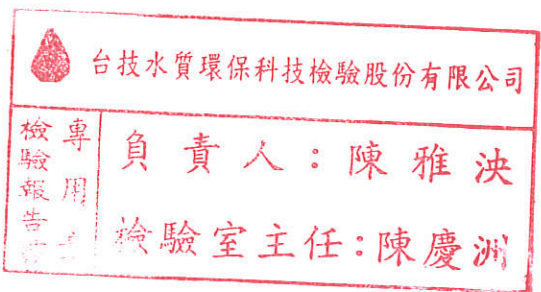 台技水質環保科技檢驗股份有限公司
檢驗報告
專用
負責人：陳雅泱
檢驗室主任：陳慶洲